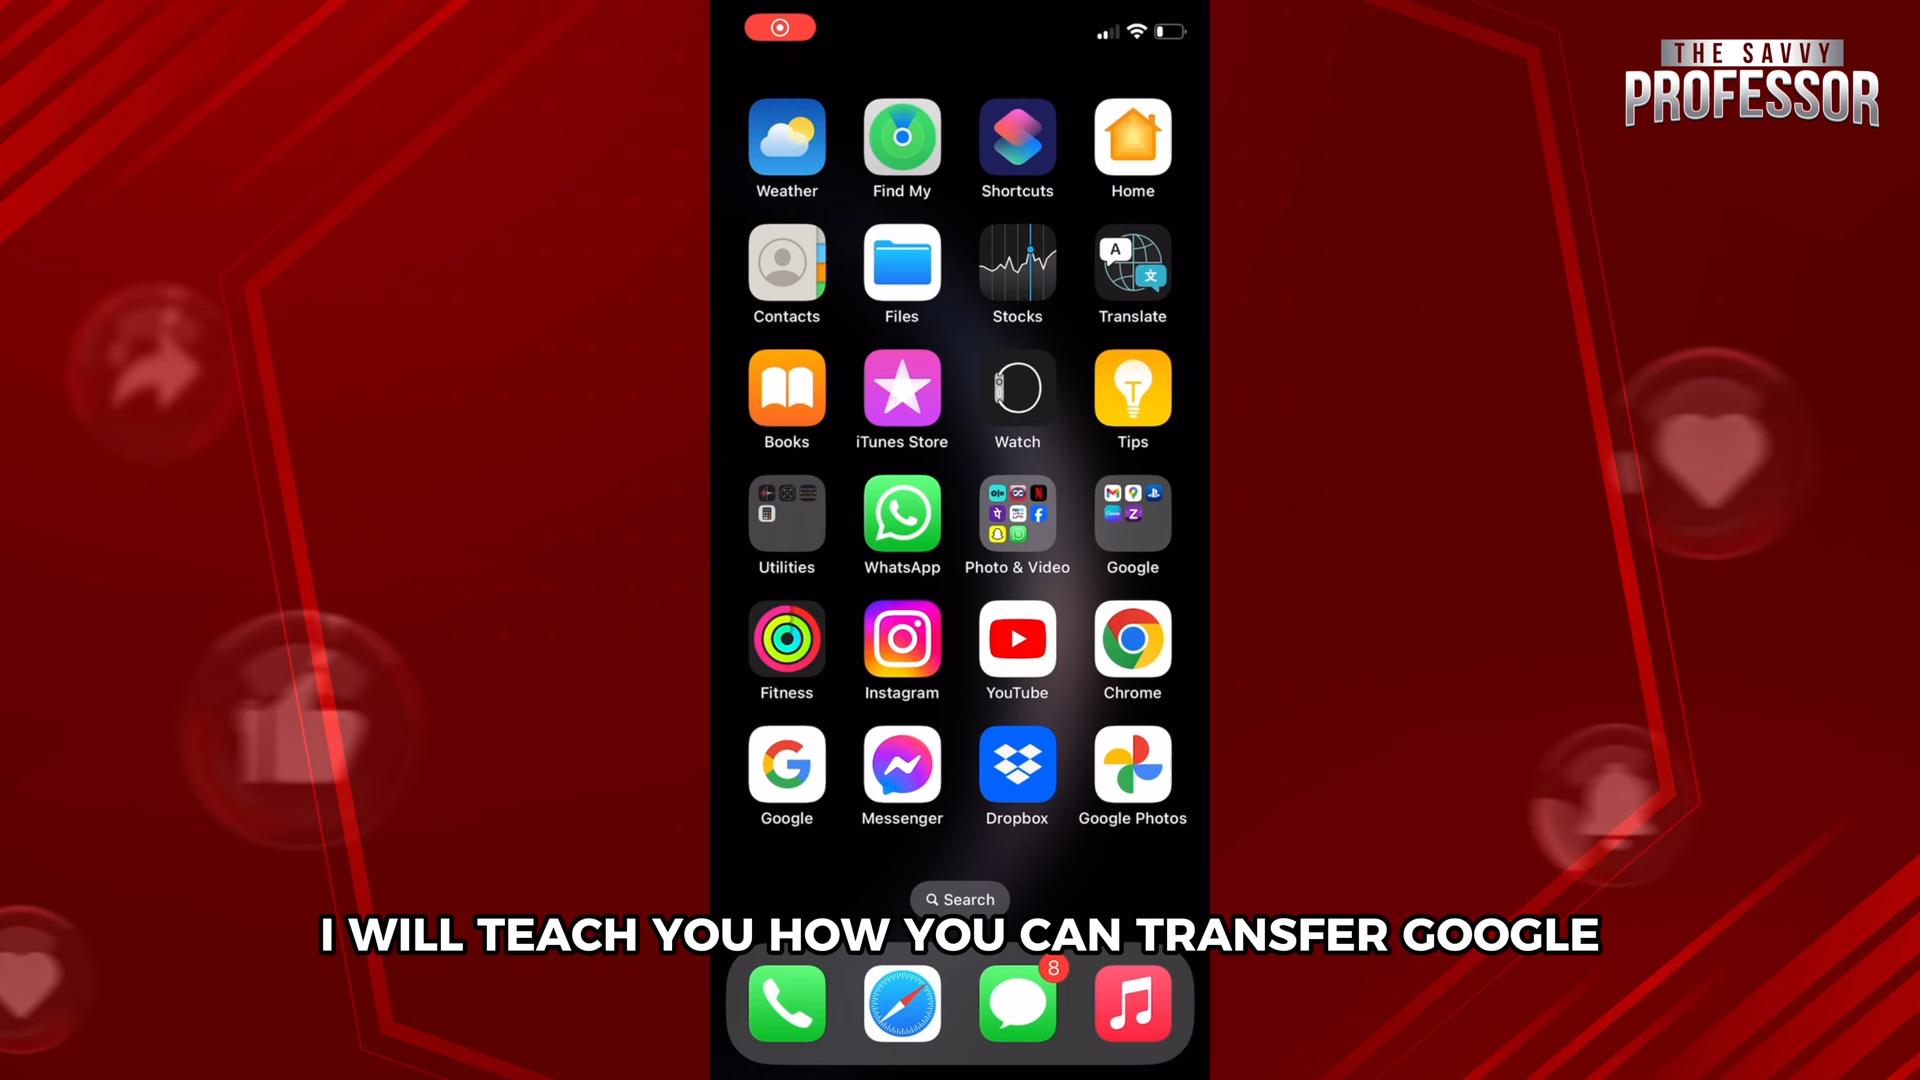 THE SAVVY
PROFESSOR
Weather Find My Shortcuts Home
A
文
Contacts Files Stocks Translate
Books iTunes Store Watch Tips
Utilities WhatsApp Photo & Video Google
Fitness Instagram YouTube Chrome
Google Messenger Dropbox Google Photos
Search
I WILL TEACH YOU HOW YOU CAN TRANSFER GOOGLE
8